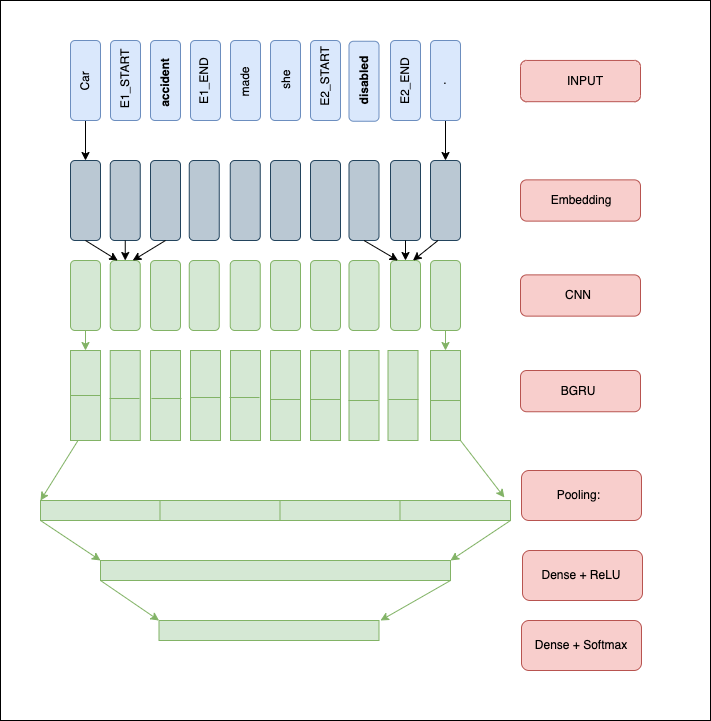 Car
E1_START
accident
E1_END
made
she
E2_START
disabled
E2_END
.
INPUT
Embedding
CNN
BGRU
Pooling:
Dense + ReLU
Dense + Softmax